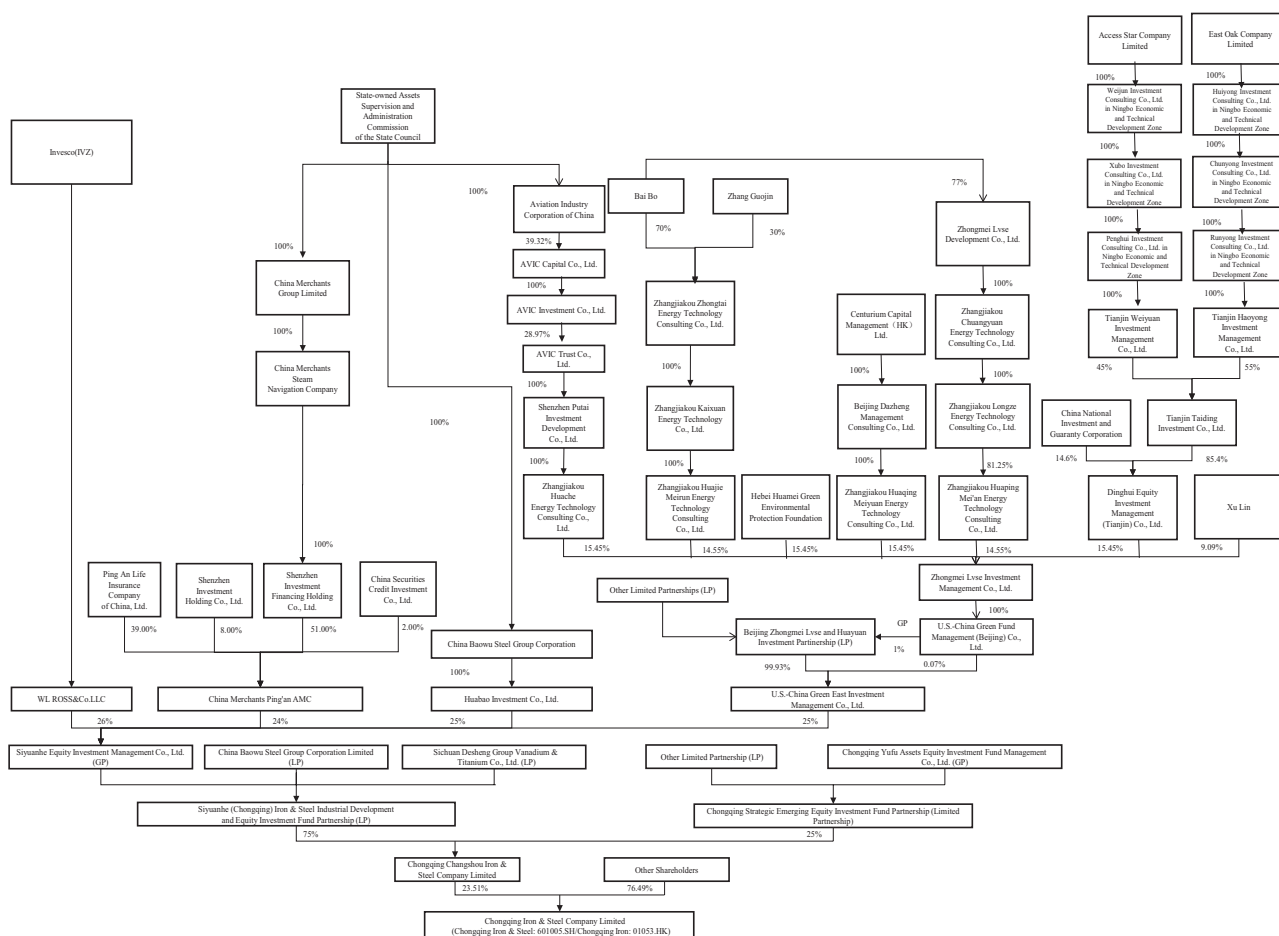 Access Star Company
Limited
East Oak Company
Limited
100%
100%
State-owned Assets
Supervision and
Administration
Commission
of the State Council
Weijun Investment
Consulting Co., Ltd.
in Ningbo Economic
and Technical
Development Zone
Huiyong Investment
Consulting Co., Ltd.
in Ningbo Economic
and Technical
Development Zone
Invesco(IVZ)
100%
100%
100%
77%
Xubo Investment
Consulting Co., Ltd.
in Ningbo Economic
and Technical
Development Zone
Chunyong Investment
Consulting Co., Ltd.
in Ningbo Economic
and Technical
Development Zone
Aviation Industry
Corporation of China
Bai Bo
Zhang Guojin
39.32%
70%
30%
100%
100%
100%
Zhongmei Lvse
Development Co., Ltd.
Penghui Investment
Consulting Co., Ltd. in
Ningbo Economic and
Technical Development
Zone
Runyong Investment
Consulting Co., Ltd.
in Ningbo Economic
and Technical
Development Zone
AVIC Capital Co., Ltd.
100%
China Merchants
Group Limited
100%
100%
100%
AVIC Investment Co., Ltd.
28.97%
Zhangjiakou Zhongtai
Energy Technology
Consulting Co., Ltd.
Centurium Capital
Management（HK）
Ltd.
Zhangjiakou
Chuangyuan
Energy Technology
Consulting Co., Ltd.
Tianjin Weiyuan
Investment
Management
Co., Ltd.
Tianjin Haoyong
Investment
Management
Co., Ltd.
100%
AVIC Trust Co.,
Ltd.
45%
55%
China Merchants
Steam
Navigation Company
100%
100%
100%
100%
Shenzhen Putai
Investment
Development
Co., Ltd.
Zhangjiakou Kaixuan
Energy Technology
Co., Ltd.
Beijing Dazheng
Management
Consulting Co., Ltd.
Zhangjiakou Longze
Energy Technology
Consulting Co., Ltd.
China National
Investment and
Guaranty Corporation
Tianjin Taiding
Investment Co., Ltd.
100%
100%
100%
100%
81.25%
14.6%
85.4%
Zhangjiakou
Huache
Energy Technology
Consulting Co.,
Ltd.
Zhangjiakou Huajie
Meirun Energy
Technology
Consulting
Co., Ltd.
Hebei Huamei Green
Environmental
Protection Foundation
Zhangjiakou Huaqing
Meiyuan Energy
Technology
Consulting Co., Ltd.
Zhangjiakou Huaping
Mei'an Energy
Technology
Consulting
Co., Ltd.
Dinghui Equity
Investment
Management
(Tianjin) Co., Ltd.
Xu Lin
100%
15.45%
14.55%
15.45%
15.45%
14.55%
15.45%
9.09%
Ping An Life
Insurance
Company
of China, Ltd.
Shenzhen
Investment
Holding Co., Ltd.
Shenzhen
Investment
Financing Holding
Co., Ltd.
China Securities
Credit Investment
Co., Ltd.
Other Limited Partnerships (LP)
Zhongmei Lvse Investment
Management Co., Ltd.
100%
39.00%
8.00%
51.00%
2.00%
China Baowu Steel Group Corporation
Beijing Zhongmei Lvse and Huayuan
Investment Partnership (LP)
GP
1%
U.S.-China Green Fund
Management (Beijing) Co.,
Ltd.
100%
99.93%
0.07%
WL ROSS&Co.LLC
China Merchants Ping'an AMC
Huabao Investment Co., Ltd.
U.S.-China Green East Investment
Management Co., Ltd.
26%
24%
25%
25%
Siyuanhe Equity Investment Management Co., Ltd.
(GP)
China Baowu Steel Group Corporation Limited
(LP)
Sichuan Desheng Group Vanadium &
Titanium Co., Ltd. (LP)
Other Limited Partnership (LP)
Chongqing Yufu Assets Equity Investment Fund Management
Co., Ltd. (GP)
Siyuanhe (Chongqing) Iron & Steel Industrial Development
and Equity Investment Fund Partnership (LP)
Chongqing Strategic Emerging Equity Investment Fund Partnership (Limited
Partnership)
75%
25%
Chongqing Changshou Iron &
Steel Company Limited
Other Shareholders
23.51%
76.49%
Chongqing Iron & Steel Company Limited
(Chongqing Iron & Steel: 601005.SH/Chongqing Iron: 01053.HK)